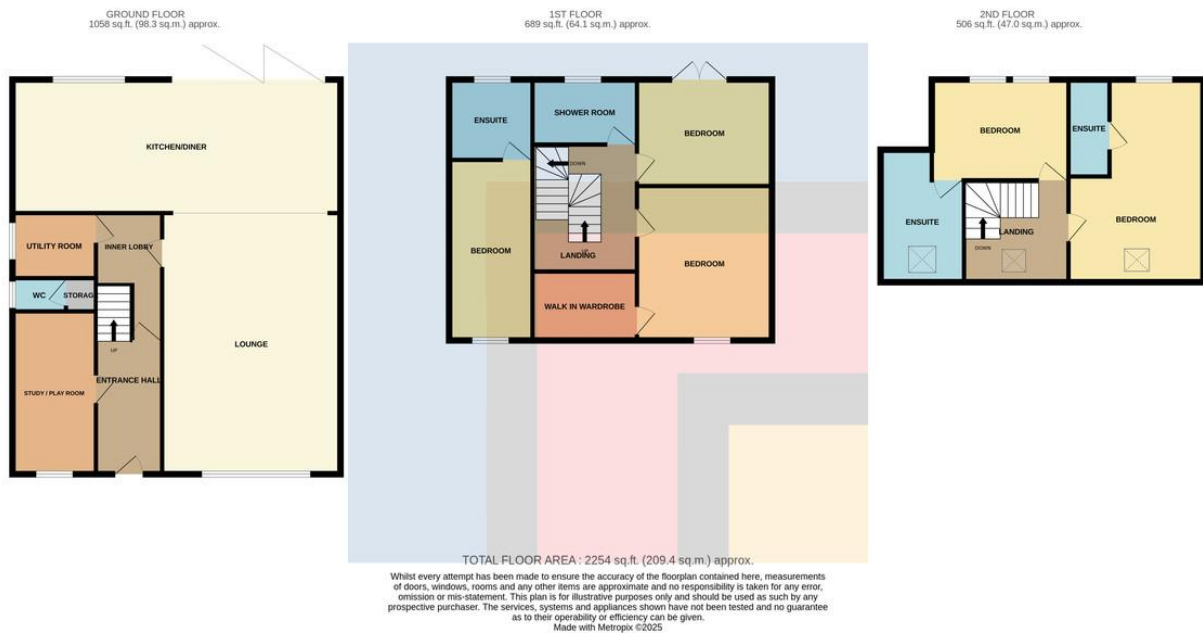 GROUND FLOOR
1058 sq.ft. (98.3 sq.m.) approx.
KITCHEN/DINER
UTILITY ROOM
INNER LOBBY
WC
STORAG
UP
LOUNGE
ENTRANCE HALL
STUDY / PLAY ROOM
1ST FLOOR
689 sq.ft. (64.1 sq.m.) approx.
ENSUITE
SHOWER ROOM
BEDROOM
DOWN
BEDROOM
UP
LANDING
BEDROOM
WALK IN WARDROBE
2ND FLOOR
506 sq.ft. (47.0 sq.m.) approx.
BEDROOM
ENSUITE
ENSUITE
LANDING
BEDROOM
DOWN
TOTAL FLOOR AREA : 2254 sq.ft. (209.4 sq.m.) approx.
Whilst every attempt has been made to ensure the accuracy of the floorplan contained here, measurements
of doors, windows, rooms and any other items are approximate and no responsibility is taken for any error,
omission or mis-statement. This plan is for illustrative purposes only and should be used as such by any
prospective purchaser. The services, systems and appliances shown have not been tested and no guarantee
as to their operability or efficiency can be given.
Made with Metropix ©2025